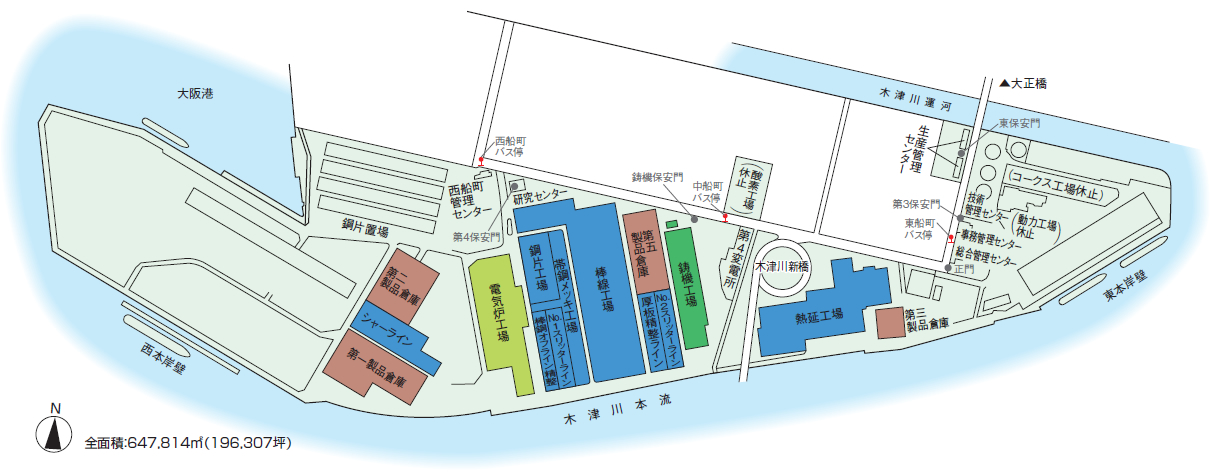 大阪港
木津川運河
▲大正橋
東保安門
生産管理
センター
西船町
バス停
(コークス工場休止)
鋳機保安門
中船町
バス停
(酸素工場
休止)
西船町
管理
センター
研究センター
第3保安門
技術
管理センター
(動力工場
休止)
東船町
バス停
事務管理センター
総合管理センター
正門
鋼片置場
第4保安門
第二
製品倉庫
シャーライン
第一製品倉庫
電気炉工場
鋼片工場
帯鋼メッキ工場
棒鋼オフライン精整
No.1スリッターライン
棒線工場
第五
製品倉庫
厚板精整ライン
No.2スリッターライン
鋳機工場
第4変電所
木津川新橋
熱延工場
第三
製品倉庫
東本岸壁
西本岸壁
木津川本流
N
全面積:647,814㎡(196,307坪)